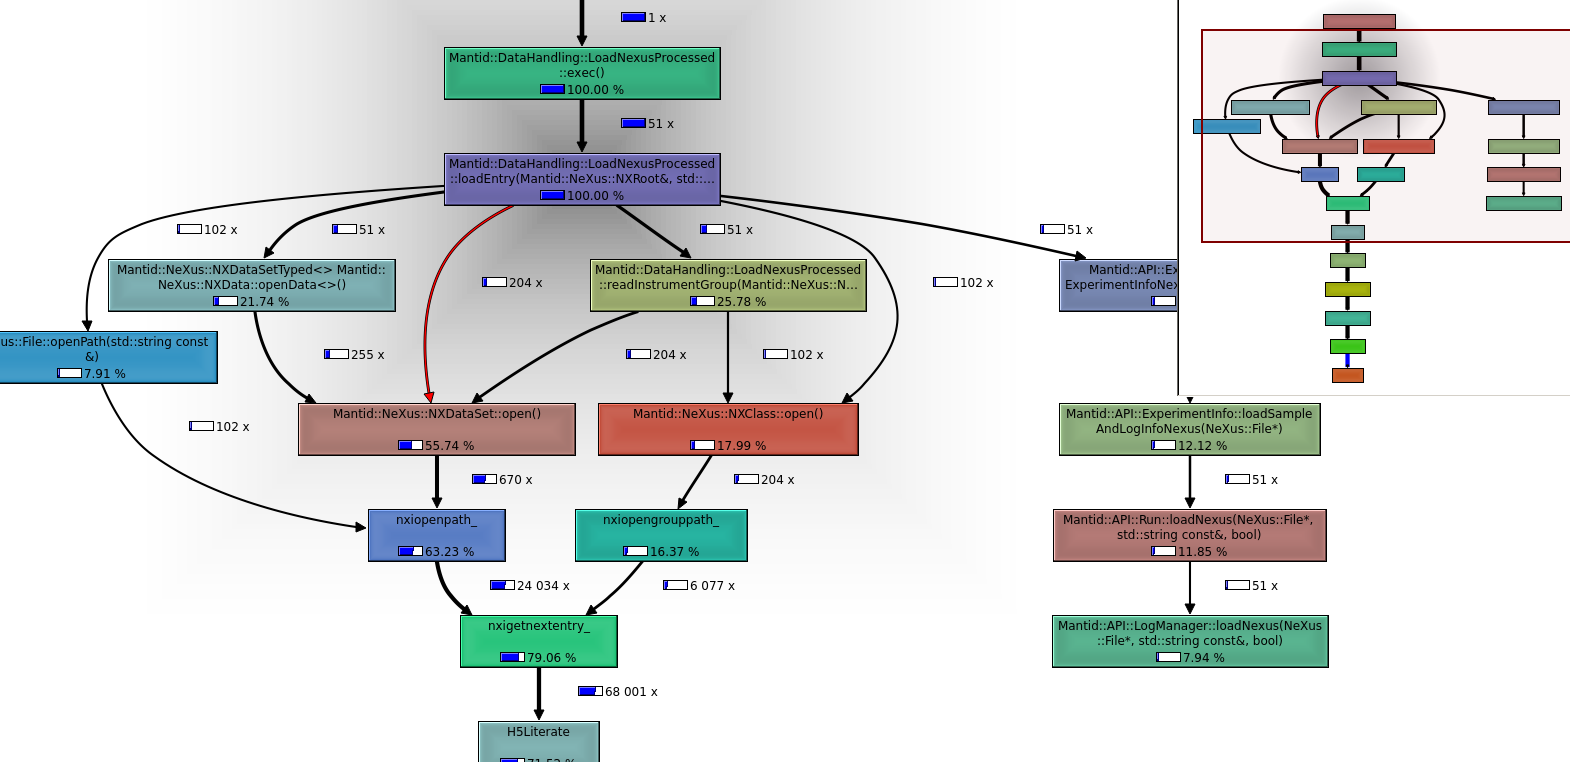 1 x
Mantid::DataHandling::LoadNexusProcessed
::exec()
100.00 %
51 x
Mantid::DataHandling::LoadNexusProcessed
::loadEntry(Mantid::NeXus::NXRoot&, std::...
100.00 %
102 x
51 x
51 x
51 x
204 x
102 x
Mantid::NeXus::NXDataSetTyped<> Mantid::
NeXus::NXData::openData<>()
21.74 %
Mantid::DataHandling::LoadNexusProcessed
::readInstrumentGroup(Mantid::NeXus::N...
25.78 %
Mantid::API::Ex
ExperimentInfoNex
us::File::openPath(std::string const
&)
7.91 %
255 x
204 x
102 x
102 x
Mantid::NeXus::NXDataSet::open()
55.74 %
Mantid::NeXus::NXClass::open()
17.99 %
Mantid::API::ExperimentInfo::loadSample
AndLogInfoNexus(NeXus::File*)
12.12 %
670 x
204 x
51 x
nxiopenpath_
63.23 %
nxiopengrouppath_
16.37 %
Mantid::API::Run::loadNexus(NeXus::File*,
std::string const&, bool)
11.85 %
24 034 x
6 077 x
51 x
nxigetnextentry_
79.06 %
Mantid::API::LogManager::loadNexus(NeXus
::File*, std::string const&, bool)
7.94 %
68 001 x
H5Literate